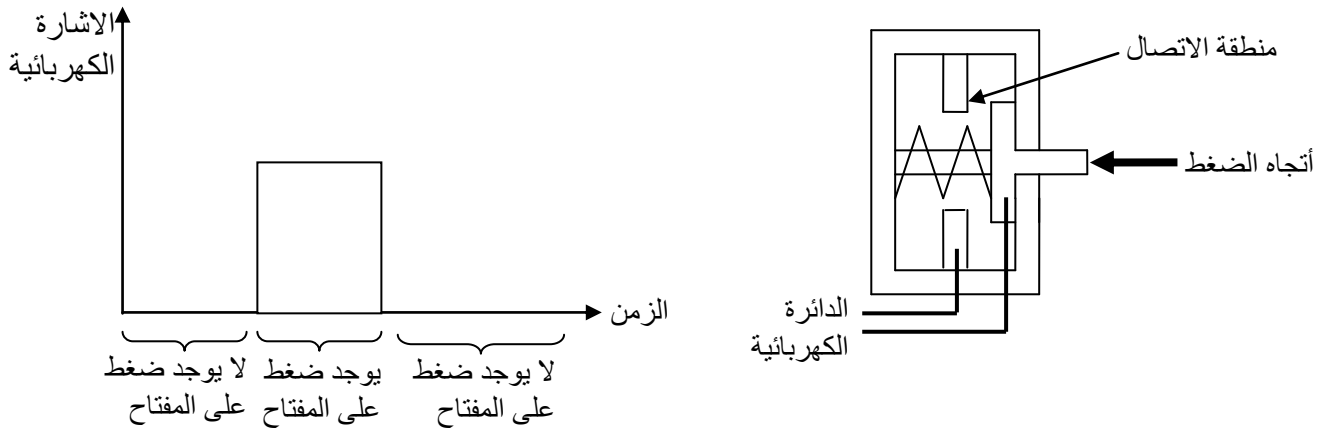 الاشارة
الكهربائية
الزمن
لا يوجد ضغط
على المفتاح
يوجد ضغط
على المفتاح
لا يوجد ضغط
على المفتاح
منطقة الاتصال
أتجاه الضغط
الدائرة
الكهربائية